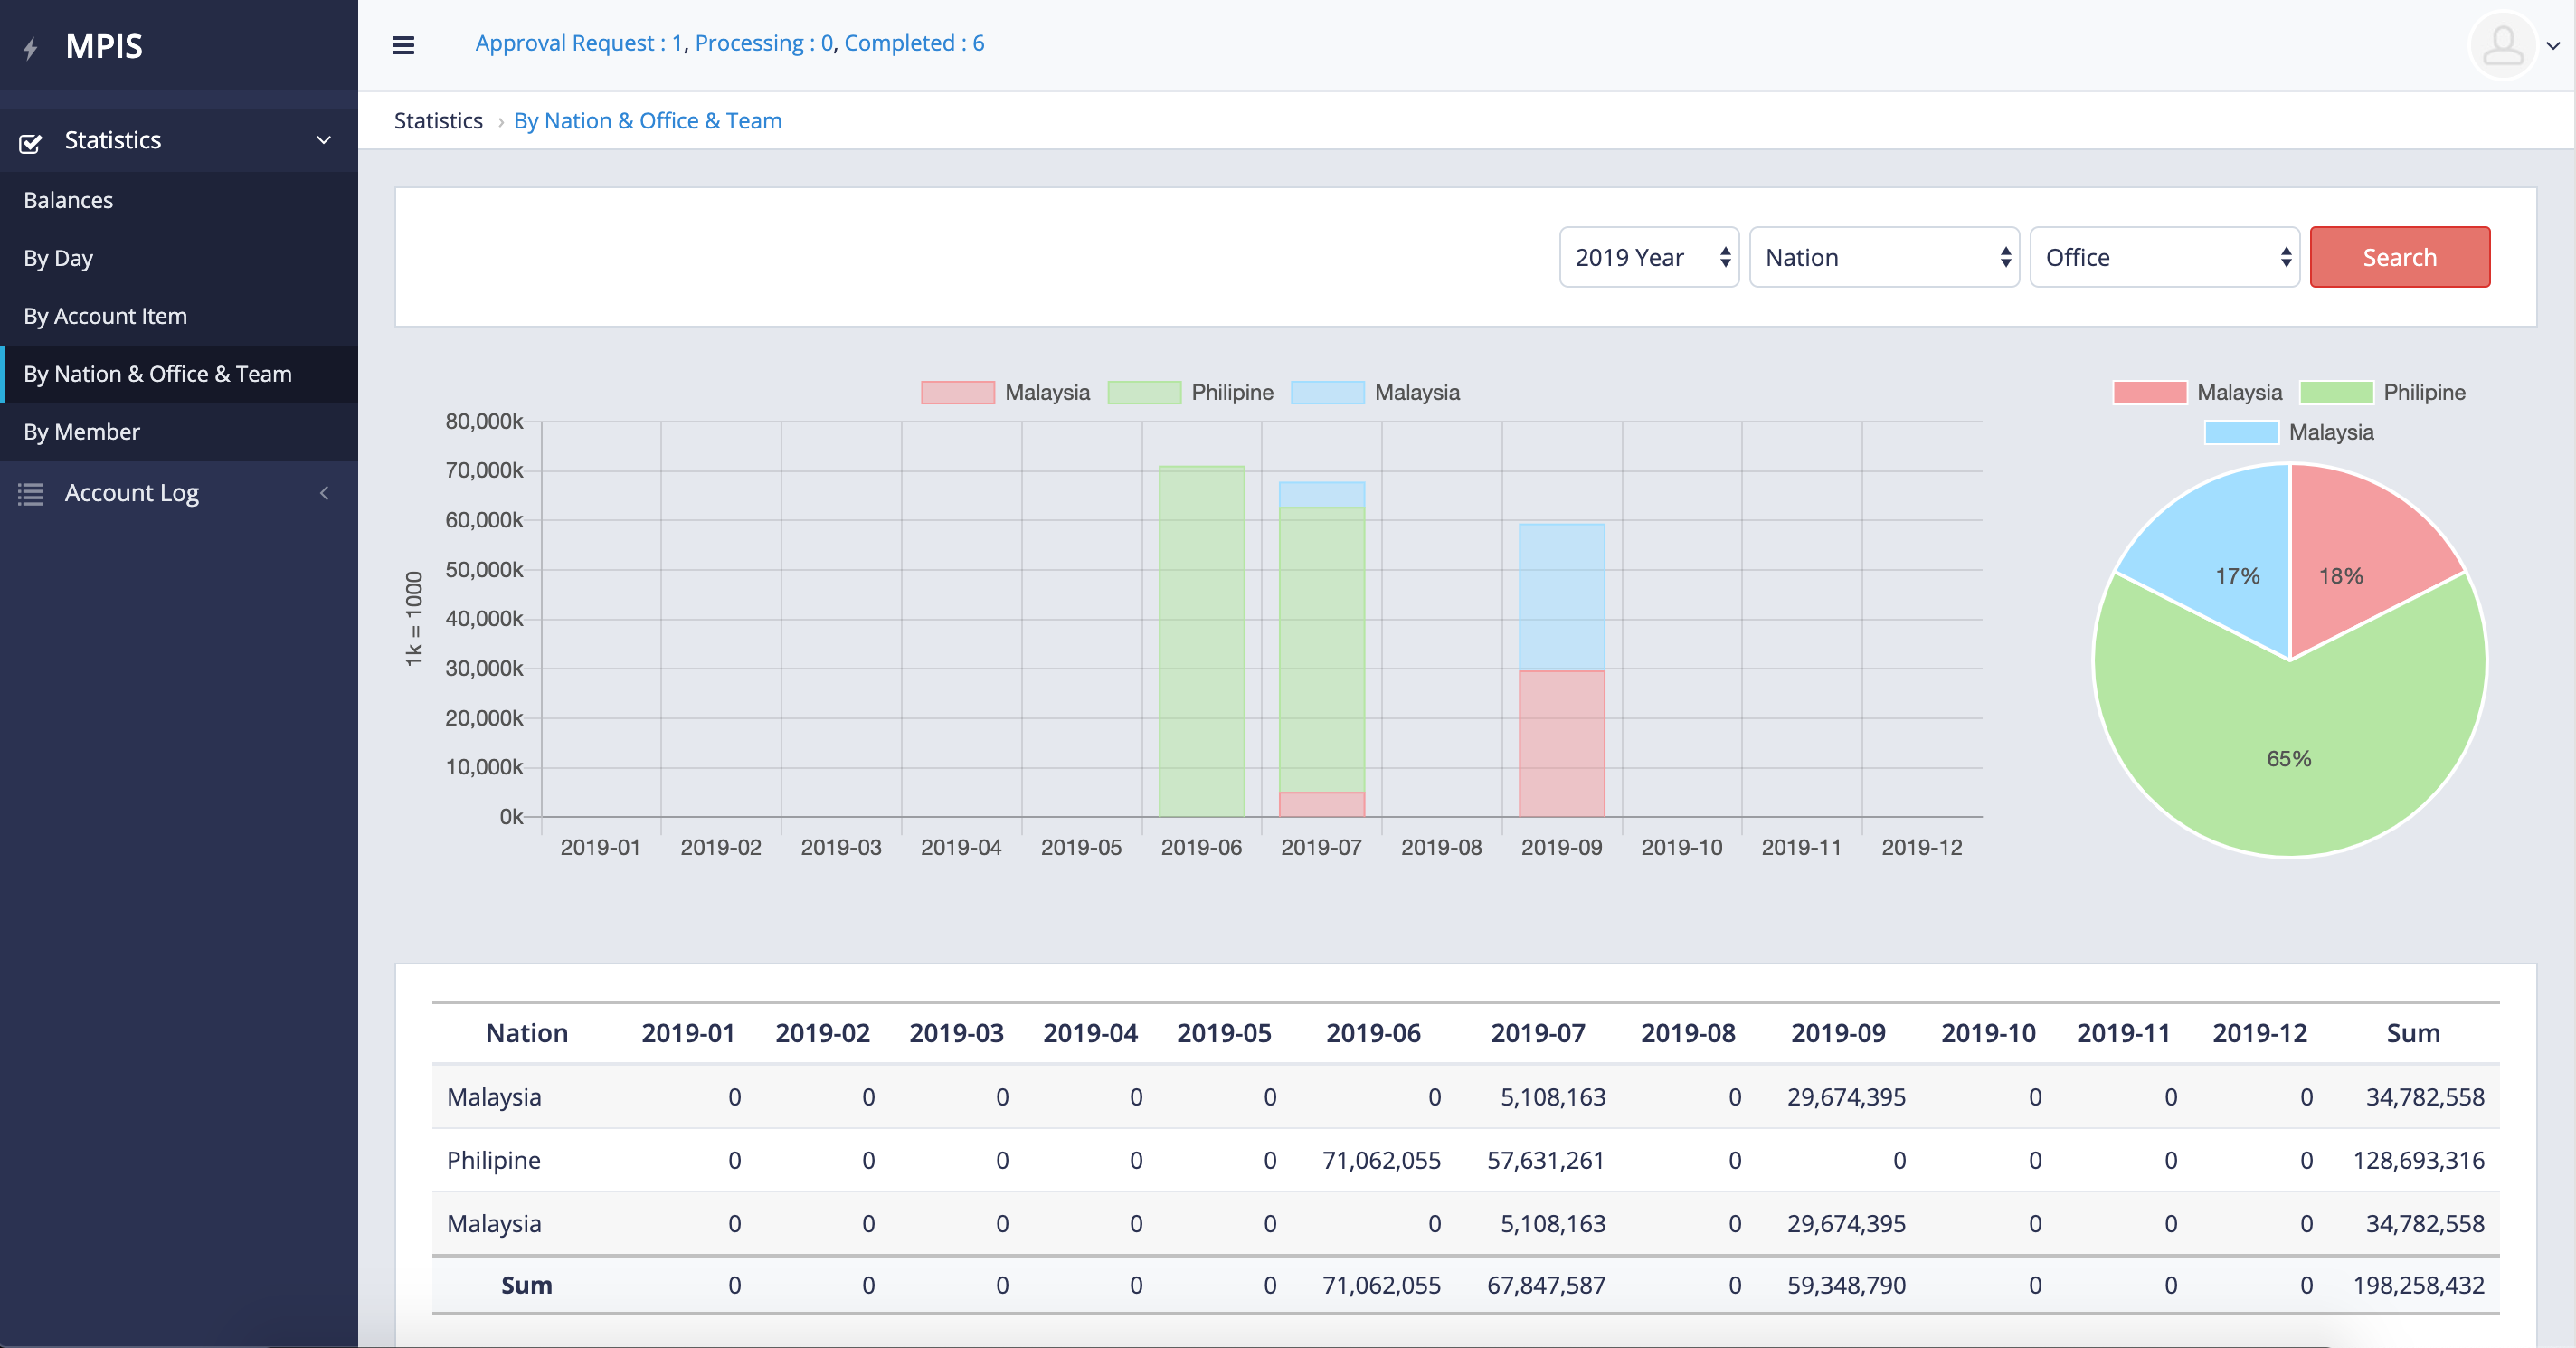 MPIS
Approval Request : 1, Processing : 0, Completed : 6
Statistics
Balances
By Day
By Account Item
By Nation & Office & Team
By Member
Account Log
Statistics › By Nation & Office & Team
2019 Year Nation Office Search
Malaysia Philipine Malaysia
80,000k
70,000k
60,000k
50,000k
40,000k
30,000k
20,000k
10,000k
0k
1k = 1000
2019-01 2019-02 2019-03 2019-04 2019-05 2019-06 2019-07 2019-08 2019-09 2019-10 2019-11 2019-12
Malaysia Philipine
Malaysia
17% 18%
65%
Nation 2019-01 2019-02 2019-03 2019-04 2019-05 2019-06 2019-07 2019-08 2019-09 2019-10 2019-11 2019-12 Sum
Malaysia 0 0 0 0 0 0 5,108,163 0 29,674,395 0 0 0 34,782,558
Philipine 0 0 0 0 0 71,062,055 57,631,261 0 0 0 0 0 128,693,316
Malaysia 0 0 0 0 0 0 5,108,163 0 29,674,395 0 0 0 34,782,558
Sum 0 0 0 0 0 71,062,055 67,847,587 0 59,348,790 0 0 0 198,258,432